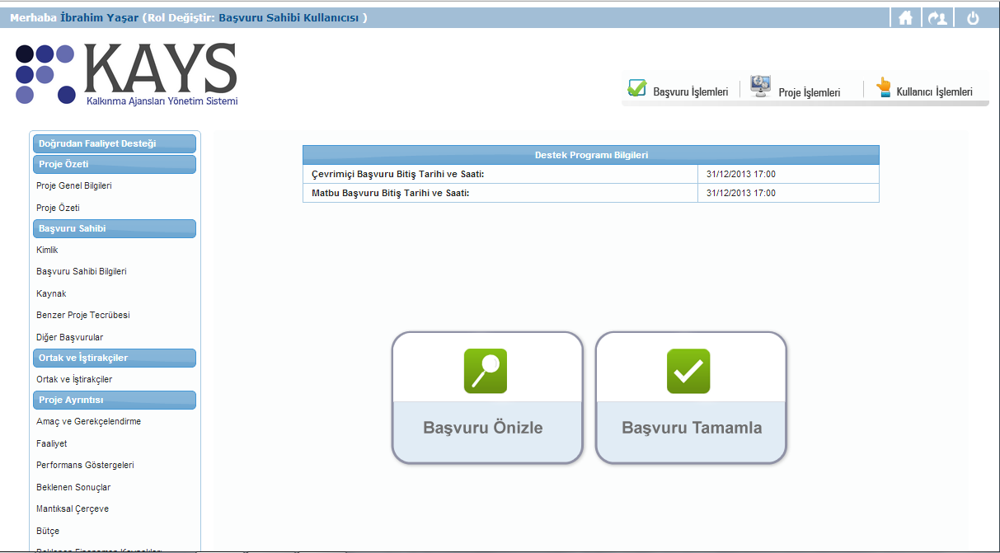 Merhaba İbrahim Yaşar (Rol Değiştir: Başvuru Sahibi Kullanıcısı )
KAYS
Kalkınma Ajansları Yönetim Sistemi
Başvuru İşlemleri
Proje İşlemleri
Kullanıcı İşlemleri
Doğrudan Faaliyet Desteği
Proje Özeti
Proje Genel Bilgileri
Proje Özeti
Başvuru Sahibi
Kimlik
Başvuru Sahibi Bilgileri
Kaynak
Benzer Proje Tecrübesi
Diğer Başvurular
Ortak ve İştirakçiler
Ortak ve İştirakçiler
Proje Ayrıntısı
Amaç ve Gerekçelendirme
Faaliyet
Performans Göstergeleri
Beklenen Sonuçlar
Mantıksal Çerçeve
Bütçe
Beklenen Finansman Kaynakları
Destek Programı Bilgileri
Çevrimiçi Başvuru Bitiş Tarihi ve Saati: 31/12/2013 17:00
Matbu Başvuru Bitiş Tarihi ve Saati: 31/12/2013 17:00
Başvuru Önizle
Başvuru Tamamla